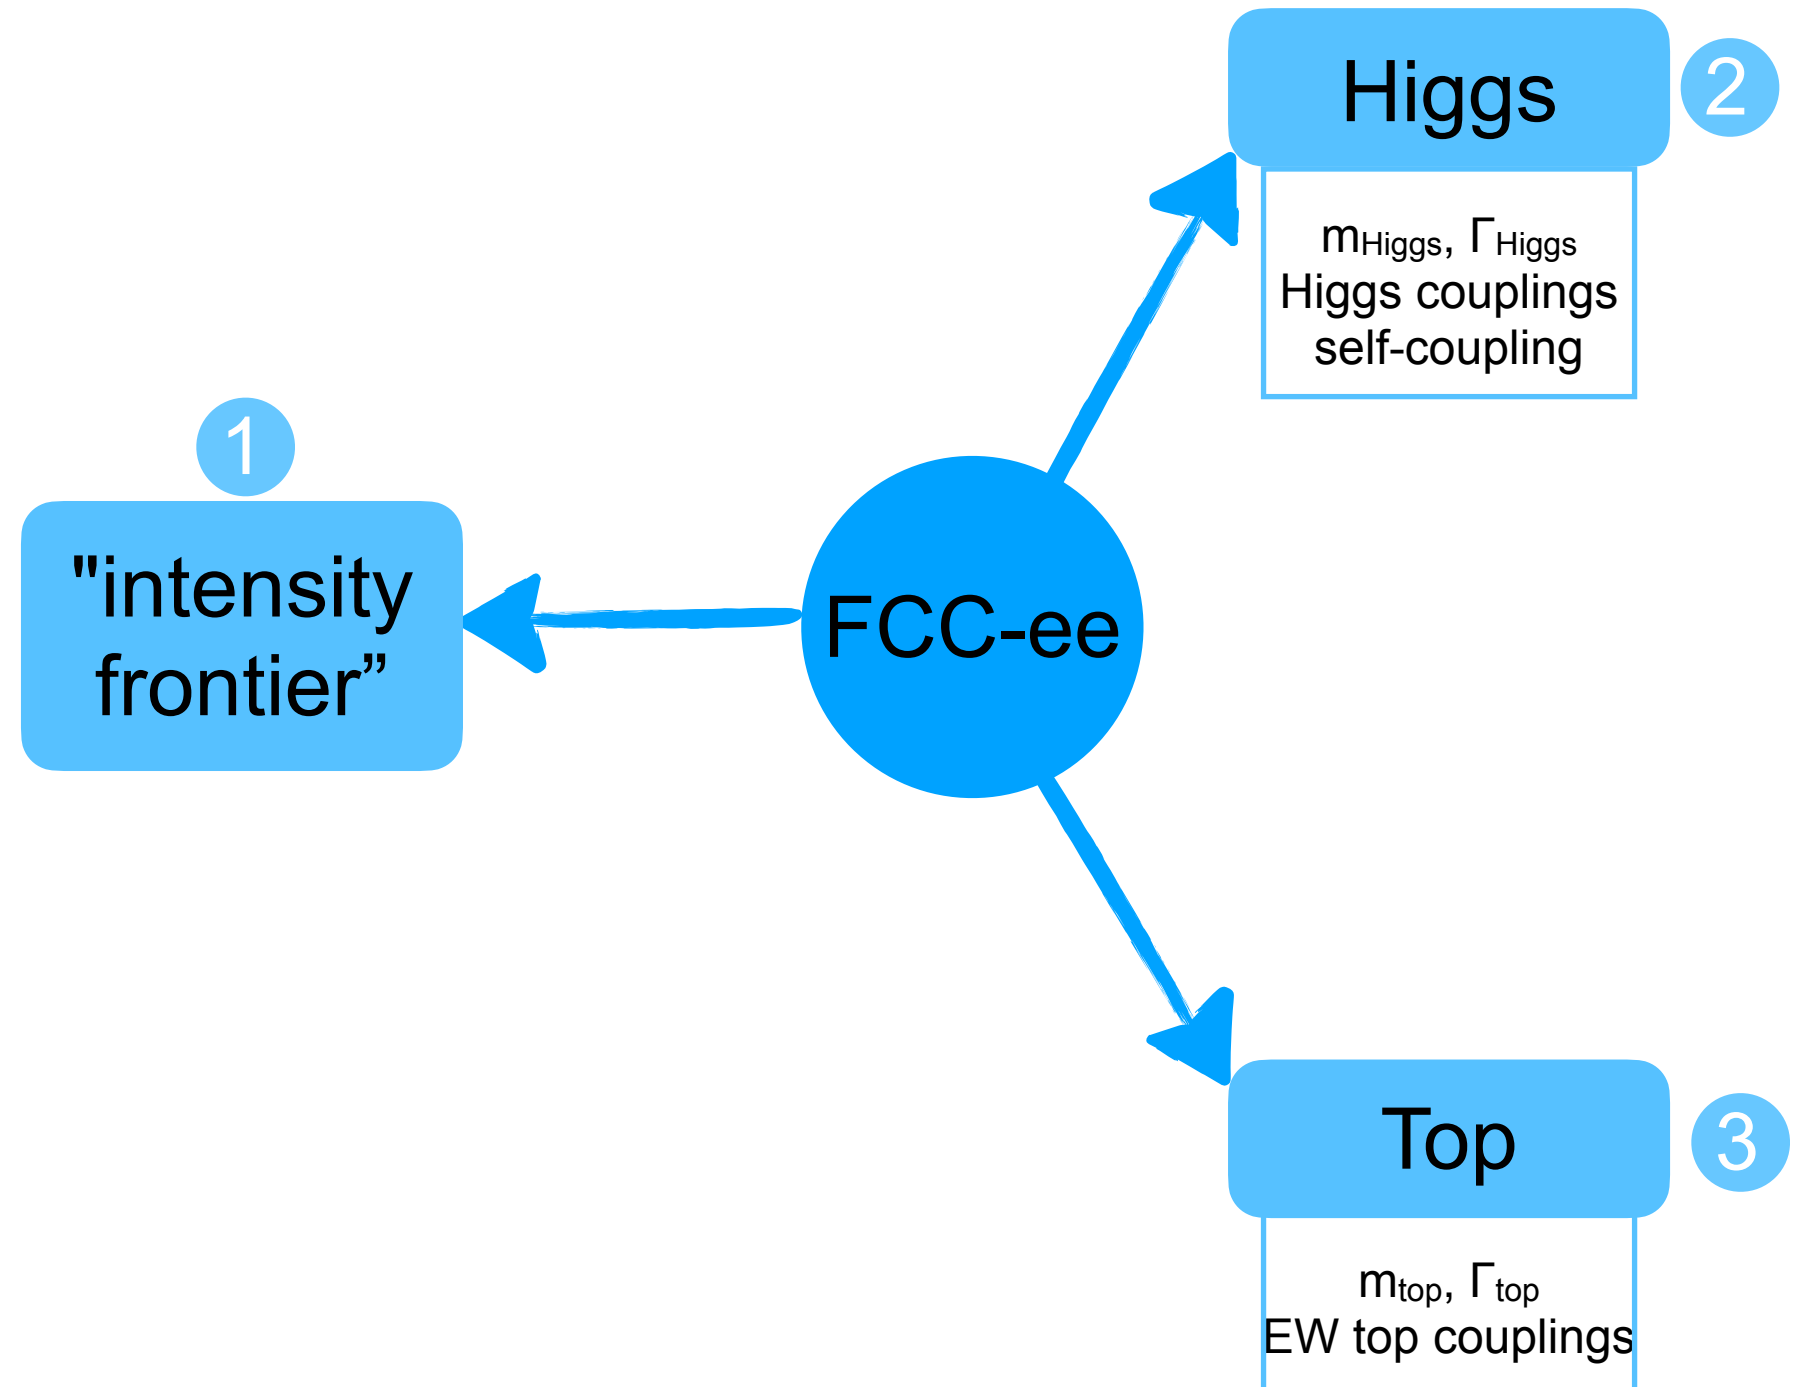 2
Higgs
mHiggs, ΓHiggs
Higgs couplings
self-coupling
1
"intensity
frontier”
FCC-ee
Top
3
mtop, Γtop
EW top couplings